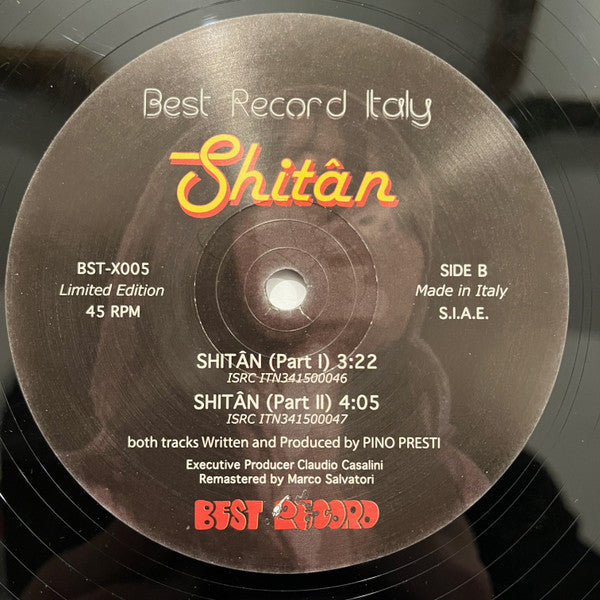 Best Record Italy
Shitân
BST-X005
Limited Edition
45 RPM
SIDE B
Made in Italy
S.I.A.E.
SHITÂN (Part I) 3:22
ISRC ITN341500046
SHITÂN (Part II) 4:05
ISRC ITN341500047
both tracks Written and Produced by PINO PRESTI
Executive Producer Claudio Casalini
Remastered by Marco Salvatori
BEST RECORD